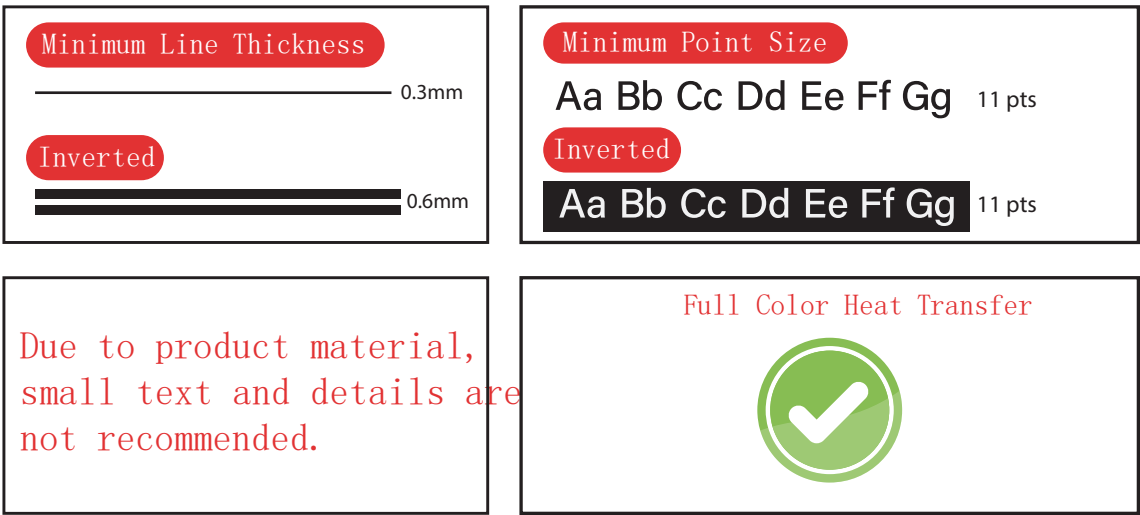 Minimum Line Thickness
0.3mm
Inverted
0.6mm
Minimum Point Size
Aa Bb Cc Dd Ee Ff Gg 11 pts
Inverted
Aa Bb Cc Dd Ee Ff Gg 11 pts
Due to product material,
small text and details are
not recommended.
Full Color Heat Transfer